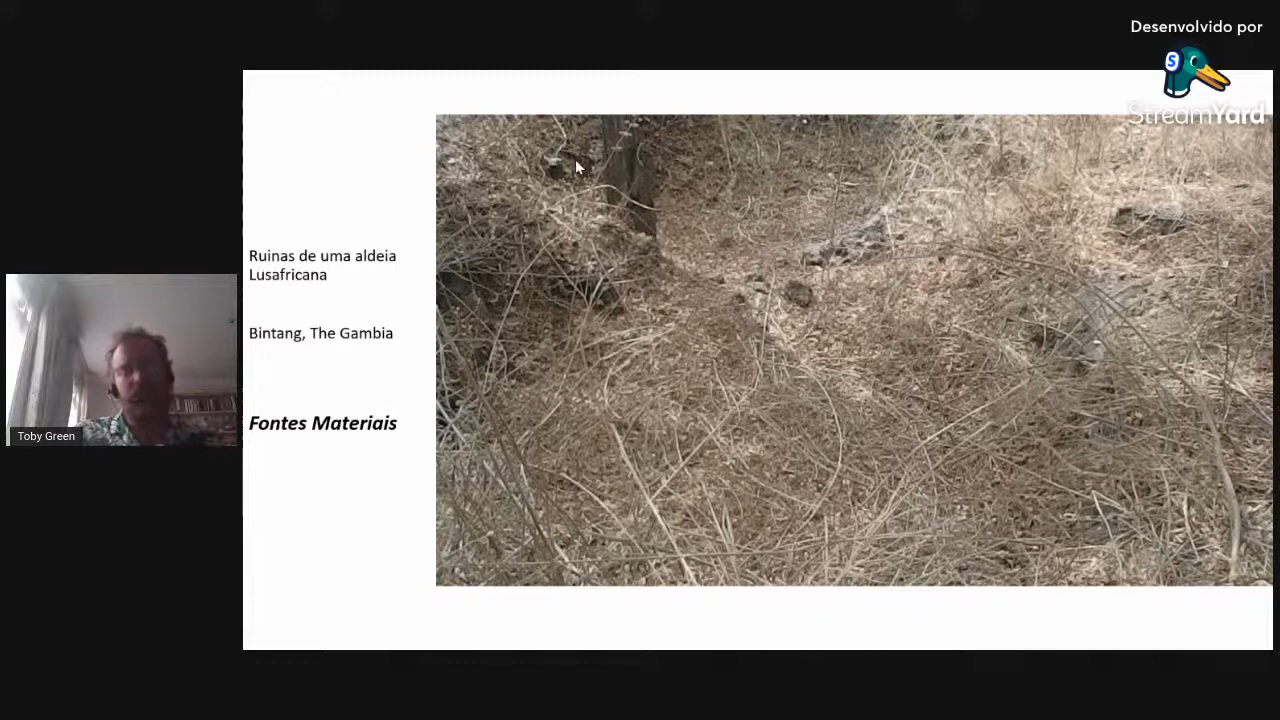 Desenvolvido por
S
StreamYard
Ruinas de uma aldeia
Lusafricana
Bintang, The Gambia
Fontes Materiais
Toby Green